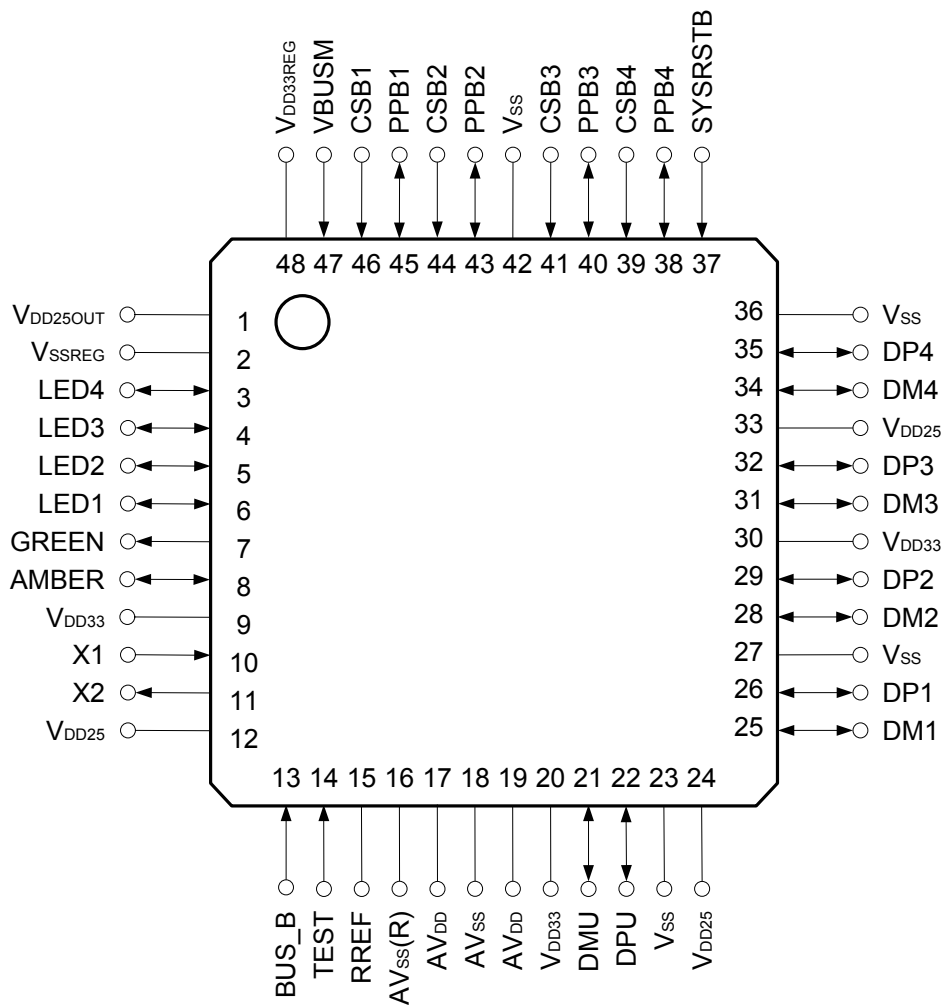 VDD33REG
VBUSM
CSB1
PPB1
CSB2
PPB2
VSS
CSB3
PPB3
CSB4
PPB4
SYSRSTB
48 47 46 45 44 43 42 41 40 39 38 37
VDD25OUT 1
VSSREG 2
LED4 3
LED3 4
LED2 5
LED1 6
GREEN 7
AMBER 8
VDD33 9
X1 10
X2 11
VDD25 12
36 VSS
35 DP4
34 DM4
33 VDD25
32 DP3
31 DM3
30 VDD33
29 DP2
28 DM2
27 VSS
26 DP1
25 DM1
13 14 15 16 17 18 19 20 21 22 23 24
BUS_B
TEST
RREF
AVSS(R)
AVDD
AVSS
AVDD
VDD33
DMU
DPU
VSS
VDD25